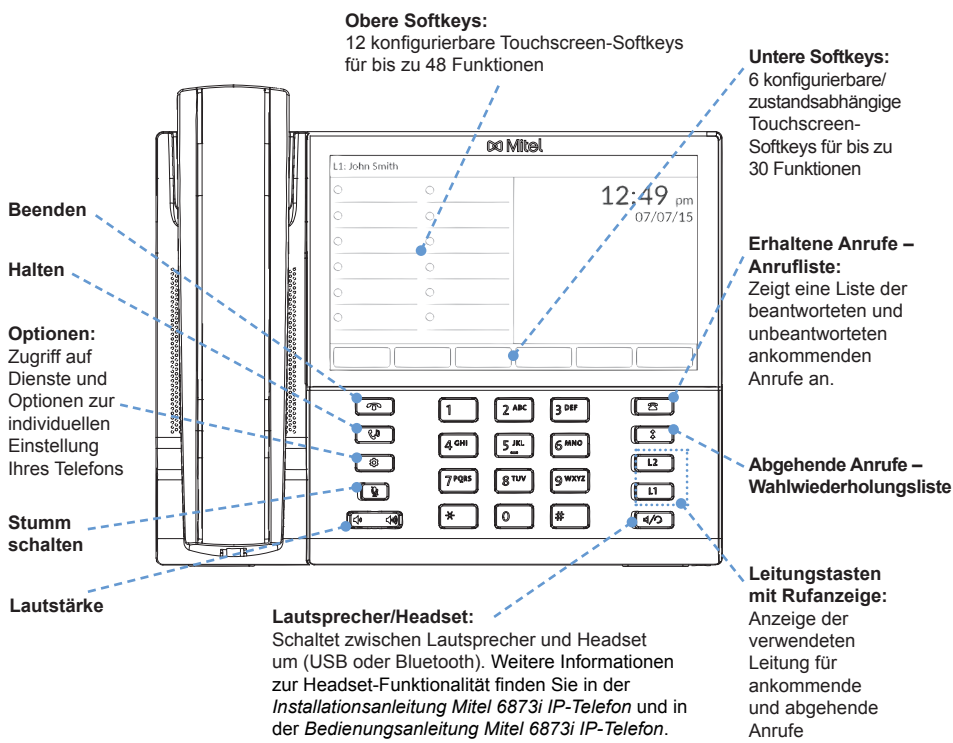 Obere Softkeys:
12 konfigurierbare Touchscreen-Softkeys
für bis zu 48 Funktionen
Untere Softkeys:
6 konfigurierbare/
zustandsabhängige
Touchscreen-
Softkeys für bis zu
30 Funktionen
Mitel
L1: John Smith
12:49 pm
07/07/15
Beenden
Halten
Optionen:
Zugriff auf
Dienste und
Optionen zur
individuellen
Einstellung
Ihres Telefons
Stumm
schalten
Lautstärke
Erhaltene Anrufe –
Anrufliste:
Zeigt eine Liste der
beantworteten und
unbeantworteten
ankommenden
Anrufe an.
Abgehende Anrufe –
Wahlwiederholungsliste
1 2 ABC 3 DEF
4 GHI 5 JKL 6 MNO
7 PQRS 8 TUV 9 WXYZ
* 0 #
L2
L1
Leitungstasten
mit Rufanzeige:
Anzeige der
verwendeten
Leitung für
ankommende
und abgehende
Anrufe
Lautsprecher/Headset:
Schaltet zwischen Lautsprecher und Headset
um (USB oder Bluetooth). Weitere Informationen
zur Headset-Funktionalität finden Sie in der
Installationsanleitung Mitel 6873i IP-Telefon und in
der Bedienungsanleitung Mitel 6873i IP-Telefon.